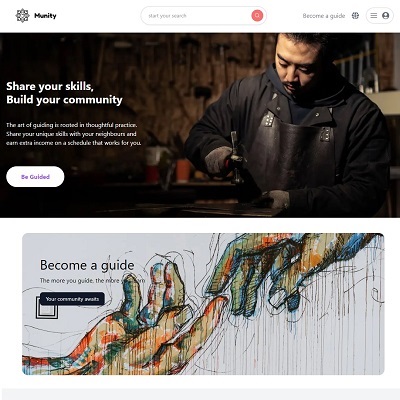 Munity
start your search
Become a guide
Share your skills,
Build your community
The art of guiding is rooted in thoughtful practice.
Share your unique skills with your neighbours and
earn extra income on a schedule that works for you.
Be Guided
Become a guide
The more you guide, the more you
Your community awaits